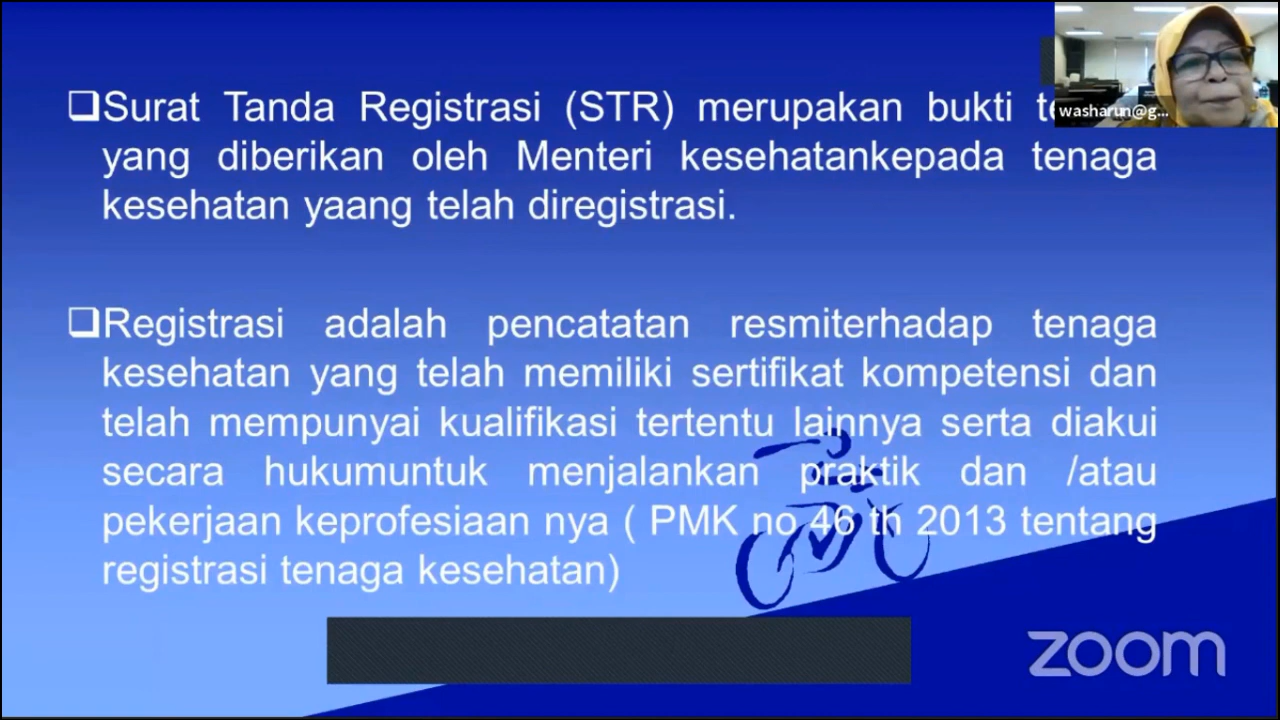 ❑Surat Tanda Registrasi (STR) merupakan bukti
yang diberikan oleh Menteri kesehatankepada tenaga
kesehatan yaang telah diregistrasi.
❑Registrasi adalah pencatatan resmiterhadap tenaga
kesehatan yang telah memiliki sertifikat kompetensi dan
telah mempunyai kualifikasi tertentu lainnya serta diakui
secara hukumuntuk menjalankan praktik dan /atau
pekerjaan keprofesiaan nya ( PMK no 46 th 2013 tentang
registrasi tenaga kesehatan)
washarun@g...
zoom